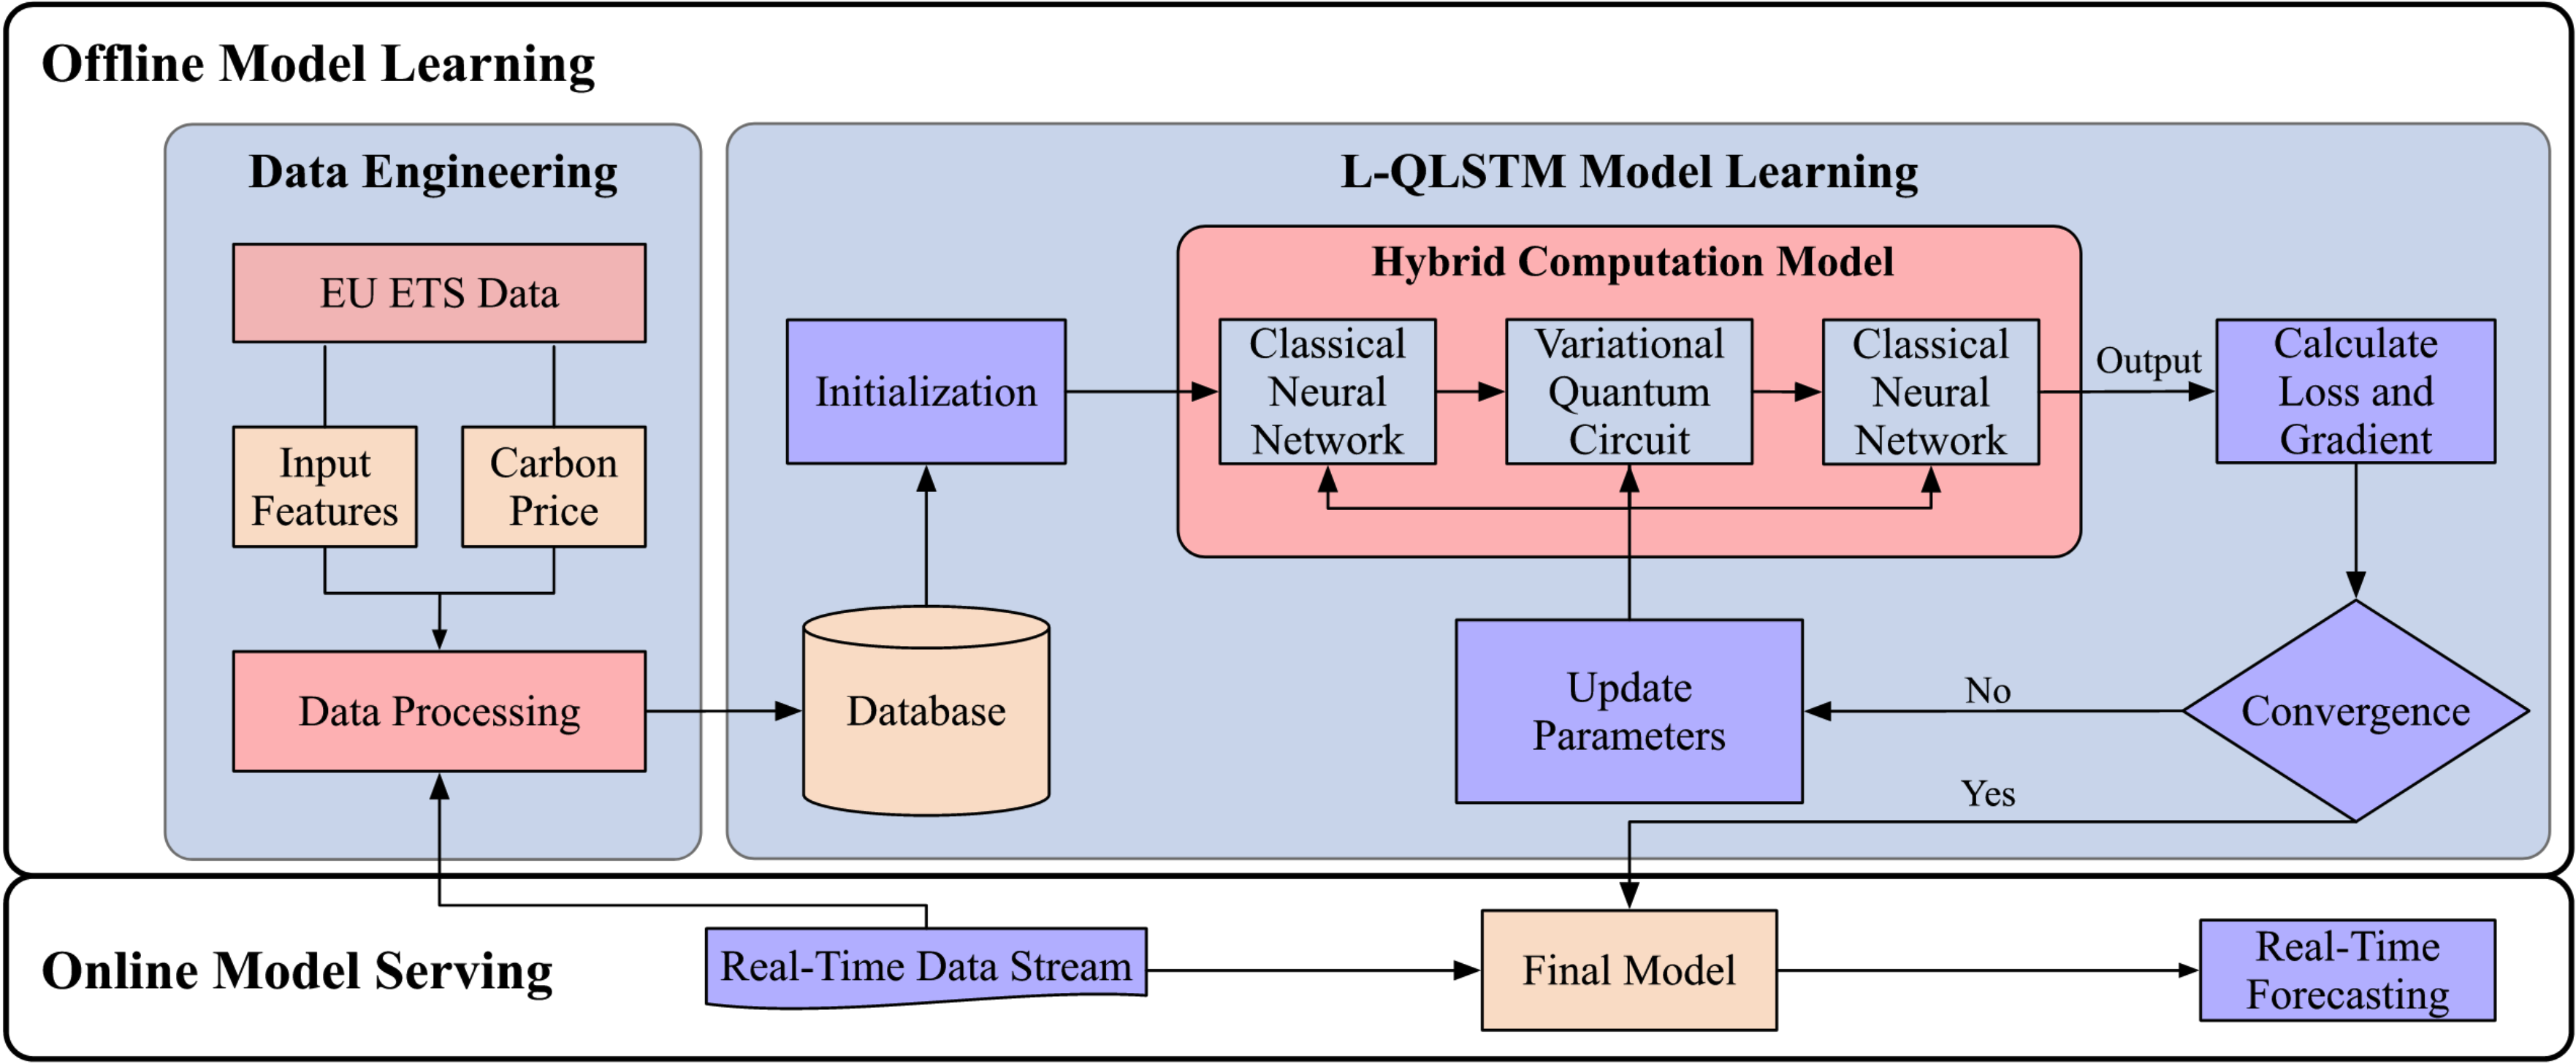 Offline Model Learning
Data Engineering
EU ETS Data
Input
Features
Carbon
Price
Data Processing
L-QLSTM Model Learning
Hybrid Computation Model
Initialization
Classical
Neural
Network
Variational
Quantum
Circuit
Classical
Neural
Network
Output
Calculate
Loss and
Gradient
Database
Update
Parameters
No
Convergence
Yes
Online Model Serving
Real-Time Data Stream
Final Model
Real-Time
Forecasting